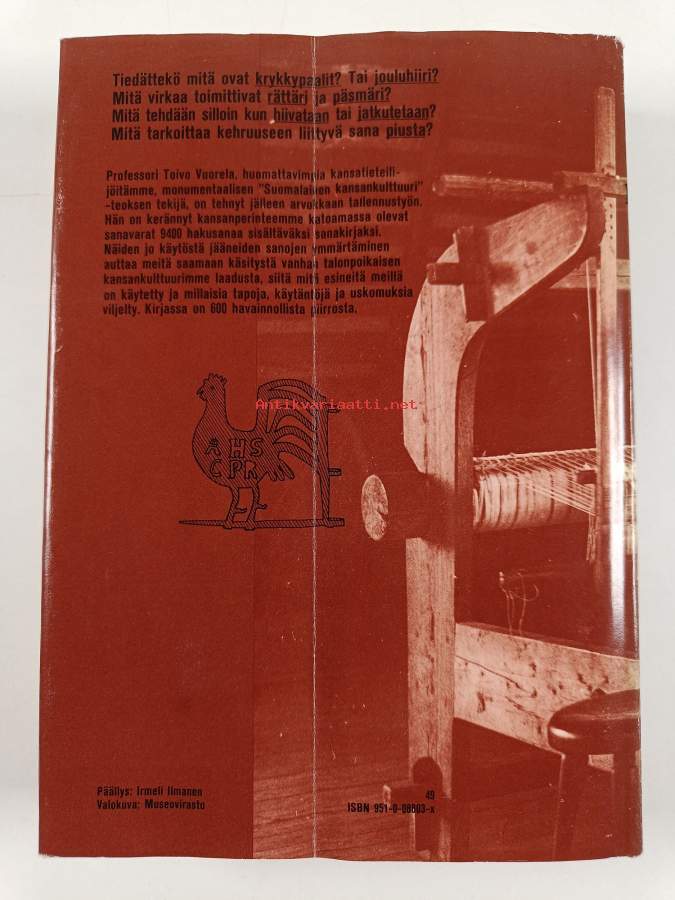 Tiedättekö mitä ovat krykkypaalit? Tai jouluhiiri?
Mitä virkaa toimittivat rättäri ja päsmäri?
Mitä tehdään silloin kun hiivataan tai jatkutetaan?
Mitä tarkoittaa kehruuseen liittyvä sana piusta?
Professori Toivo Vuorela, huomattavimpia kansatieteili-
jöitämme, monumentaalisen "Suomalainen kansankulttuuri"
-teoksen tekijä, on tehnyt jälleen arvokkaan tallennustyön.
Hän on kerännyt kansanperinteemme katoamassa olevat
sanavarat 9400 hakusanaa sisältäväksi sanakirjaksi.
Näiden jo käytöstä jääneiden sanojen ymmärtäminen
auttaa meitä saamaan käsitystä vanhan talonpoikaisen
kansankulttuurimme laadusta, siitä mitä esineitä meillä
on käytetty ja millaisia tapoja, käytäntöjä ja uskomuksia
viljelty. Kirjassa on 600 havainnollista piirrosta.
Antikvariaatti.net
HS
CPR
Päällys: Irmeli Ilmanen
Valokuva: Museovirasto
49
ISBN 951-0-